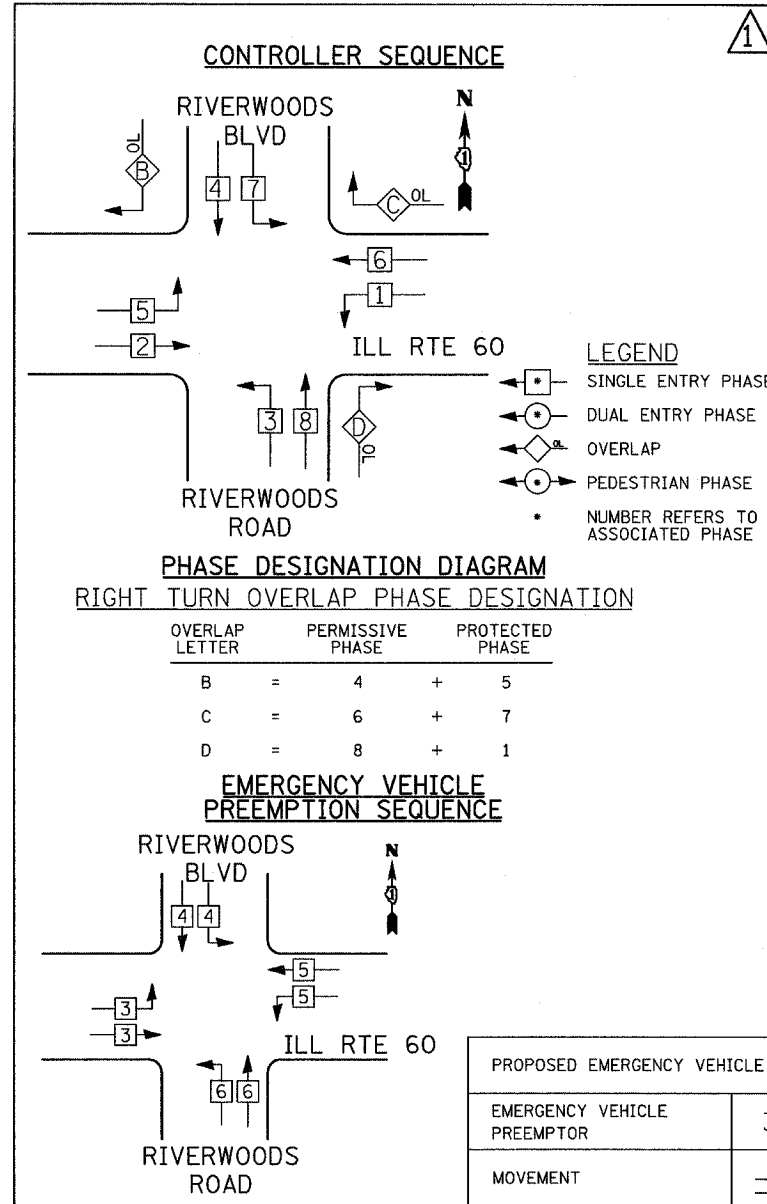 1
CONTROLLER SEQUENCE
RIVERWOODS
BLVD
N
OL
B
4
7
C
OL
1
6
1
5
2
ILL RTE 60
3
8
D
OL
RIVERWOODS
ROAD
LEGEND
* SINGLE ENTRY PHASE
* DUAL ENTRY PHASE
OL OVERLAP
* PEDESTRIAN PHASE
* NUMBER REFERS TO
ASSOCIATED PHASE
PHASE DESIGNATION DIAGRAM
RIGHT TURN OVERLAP PHASE DESIGNATION
OVERLAP PERMISSIVE PROTECTED
LETTER PHASE PHASE
B = 4 + 5
C = 6 + 7
D = 8 + 1
EMERGENCY VEHICLE
PREEMPTION SEQUENCE
RIVERWOODS
BLVD
N
1
4 4
5
5
3
3
ILL RTE 60
6 6
RIVERWOODS
ROAD
PROPOSED EMERGENCY VEHICLE
EMERGENCY VEHICLE
PREEMPTOR
MOVEMENT